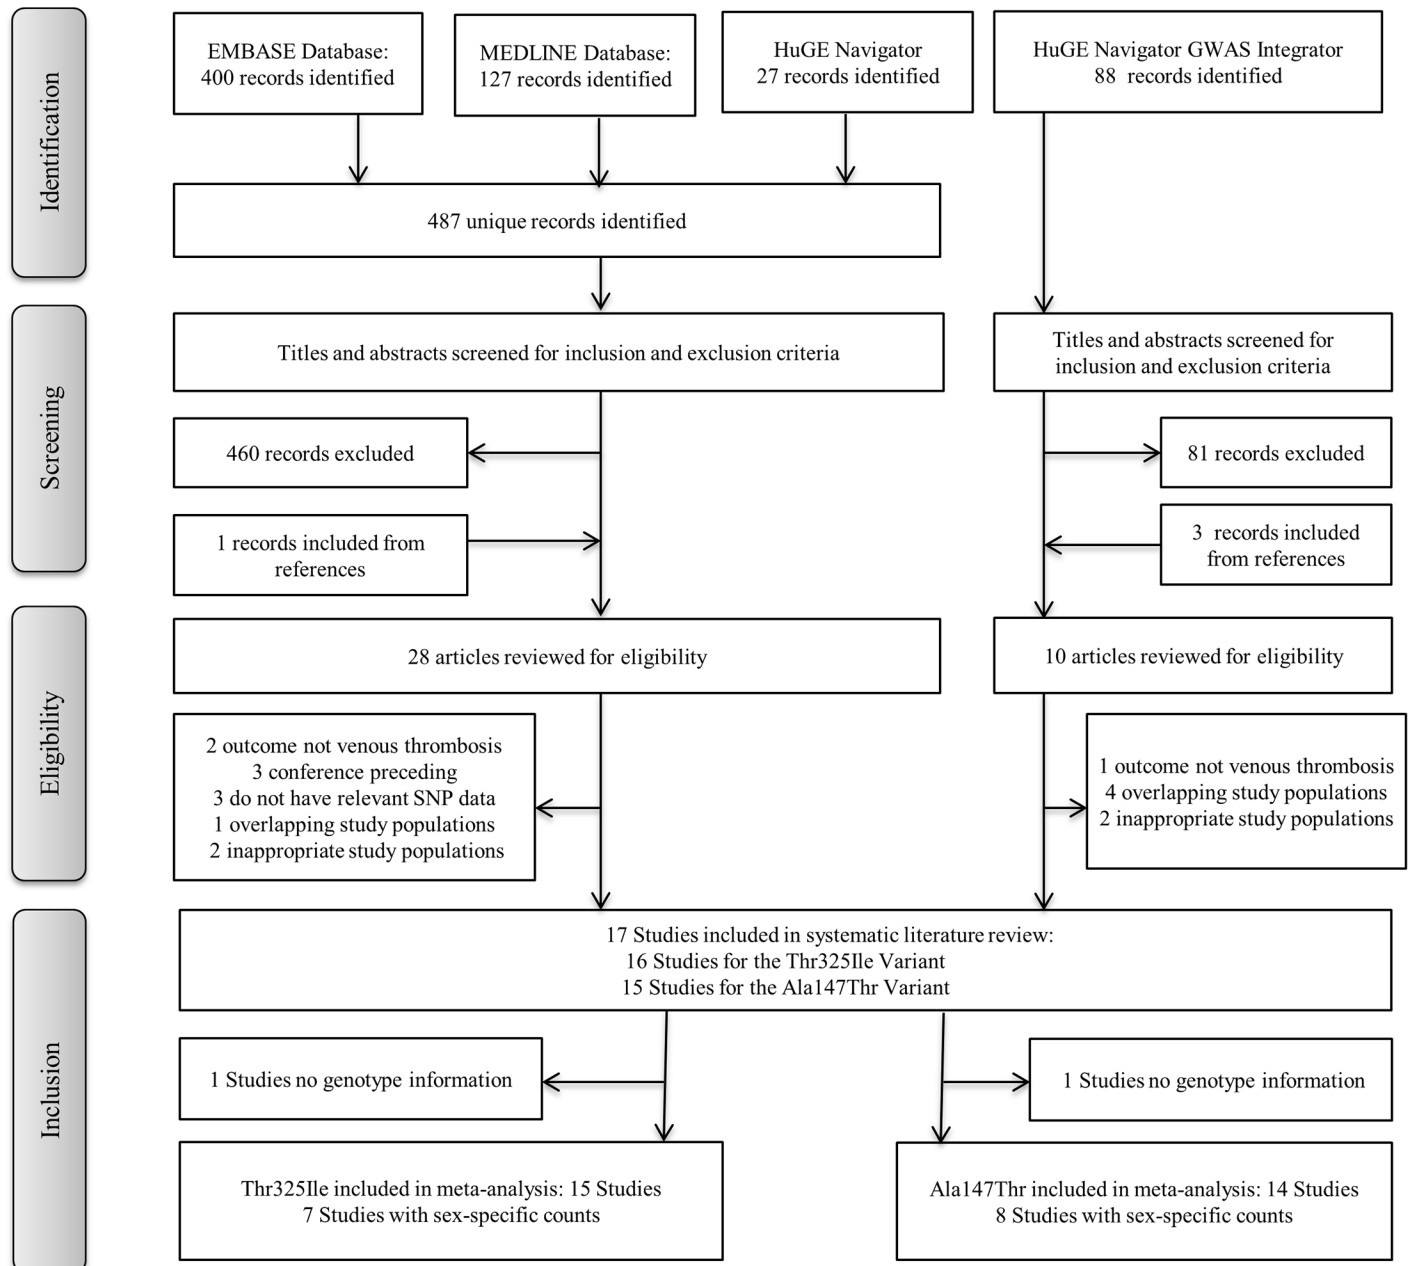 Identification
EMBASE Database:
400 records identified
MEDLINE Database:
127 records identified
HuGE Navigator
27 records identified
HuGE Navigator GWAS Integrator
88 records identified
487 unique records identified
Screening
Titles and abstracts screened for inclusion and exclusion criteria
Titles and abstracts screened for
inclusion and exclusion criteria
460 records excluded
81 records excluded
1 records included from
references
3 records included
from references
Eligibility
28 articles reviewed for eligibility
10 articles reviewed for eligibility
2 outcome not venous thrombosis
3 conference preceding
3 do not have relevant SNP data
1 overlapping study populations
2 inappropriate study populations
1 outcome not venous thrombosis
4 overlapping study populations
2 inappropriate study populations
Inclusion
17 Studies included in systematic literature review:
16 Studies for the Thr325Ile Variant
15 Studies for the Ala147Thr Variant
1 Studies no genotype information
1 Studies no genotype information
Thr325Ile included in meta-analysis: 15 Studies
7 Studies with sex-specific counts
Ala147Thr included in meta-analysis: 14 Studies
8 Studies with sex-specific counts